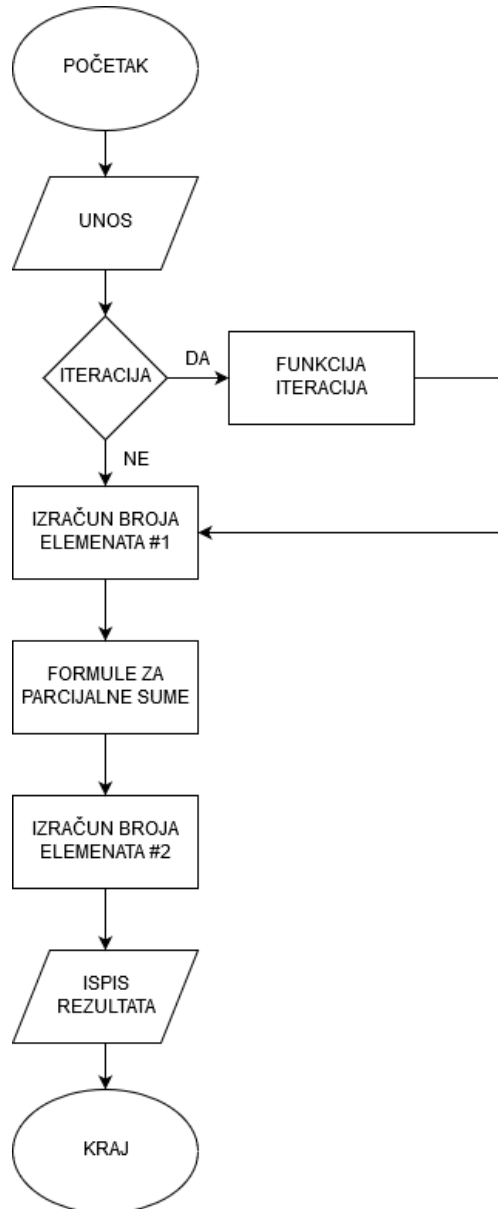 POČETAK
UNOS
ITERACIJA
DA
FUNKCIJA
ITERACIJA
NE
IZRAČUN BROJA
ELEMENATA #1
FORMULE ZA
PARCIJALNE SUME
IZRAČUN BROJA
ELEMENATA #2
ISPIS
REZULTATA
KRAJ